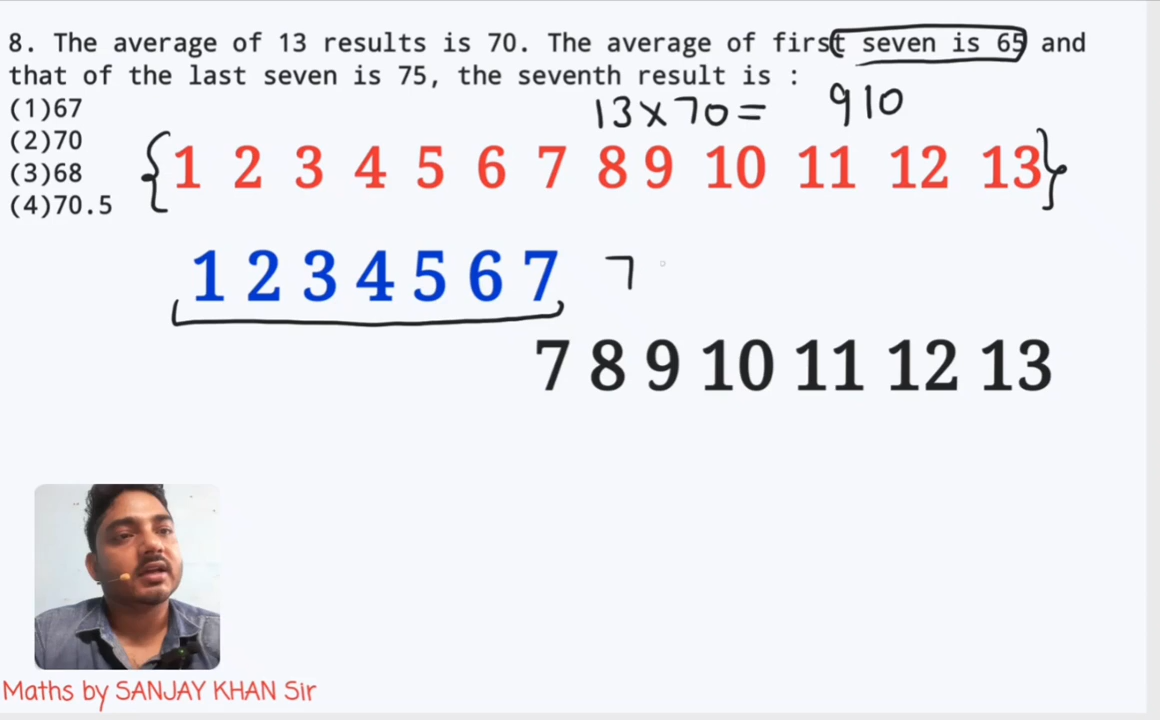 8. The average of 13 results is 70. The average of first seven is 65 and
that of the last seven is 75, the seventh result is :
(1)67
(2)70
(3)68
(4)70.5
13×70= 910
{1 2 3 4 5 6 7 8 9 10 11 12 13}
1 2 3 4 5 6 7 7
7 8 9 10 11 12 13
Maths by SANJAY KHAN Sir